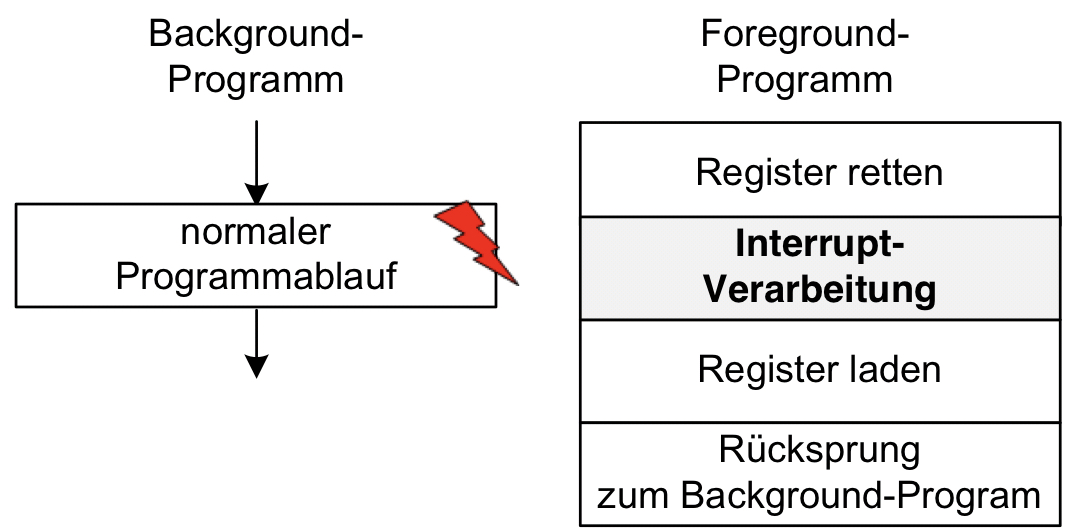 Background-
Programm
normaler
Programmablauf
Foreground-
Programm
Register retten
Interrupt-
Verarbeitung
Register laden
Rücksprung
zum Background-Program